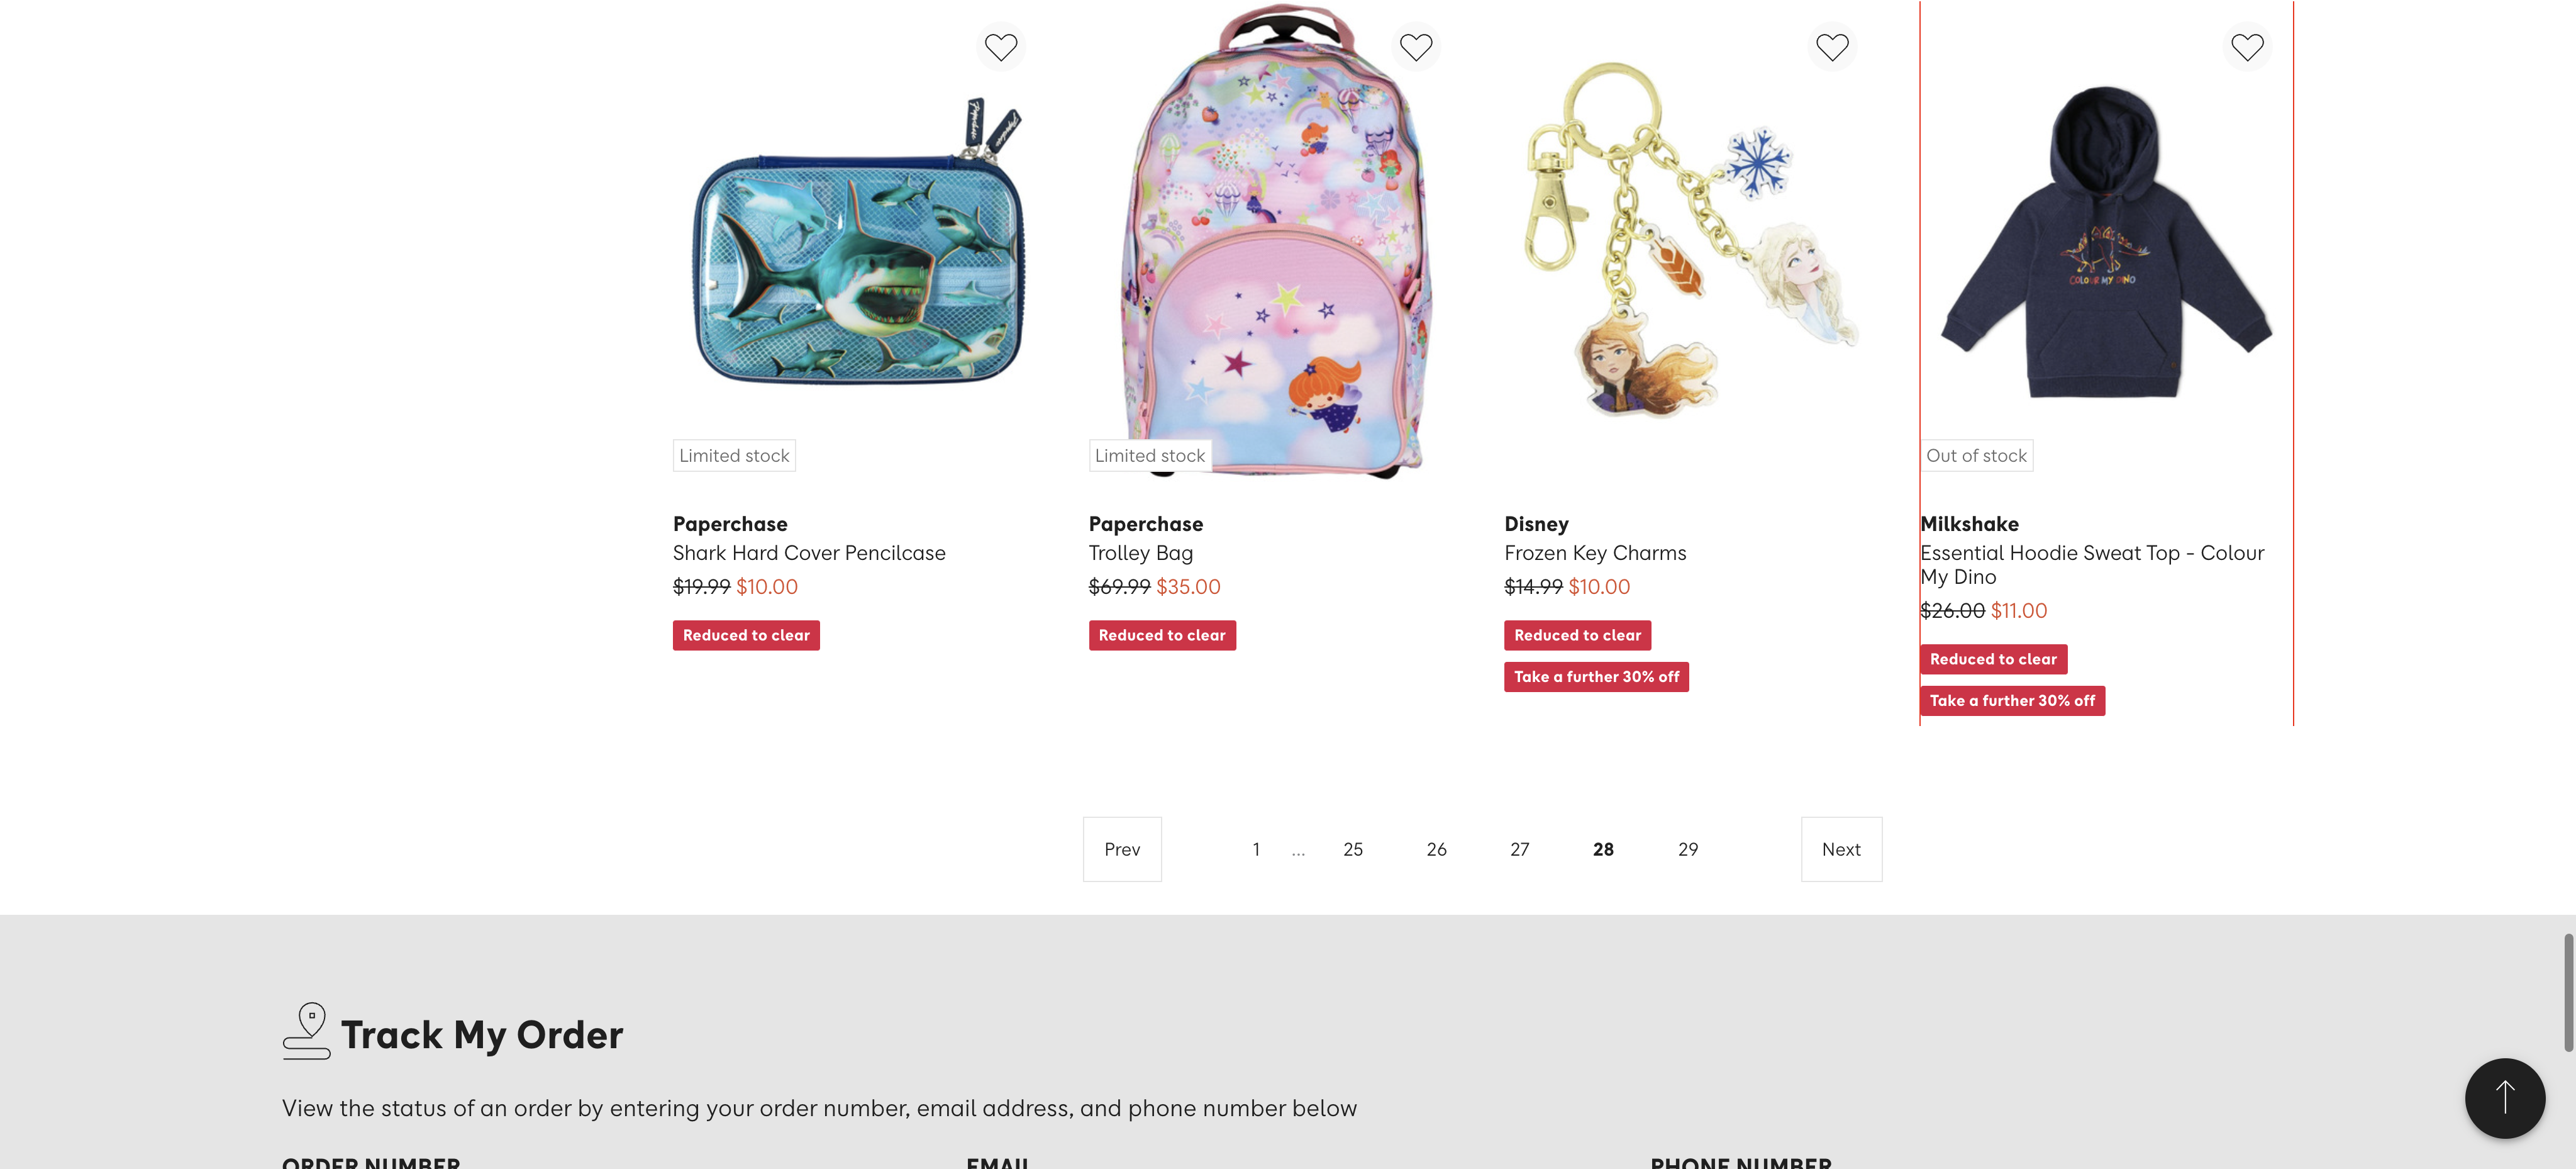 Limited stock
Paperchase
Shark Hard Cover Pencilcase
$19.99 $10.00
Reduced to clear
Limited stock
Paperchase
Trolley Bag
$69.99 $35.00
Reduced to clear
Disney
Frozen Key Charms
$14.99 $10.00
Reduced to clear
Take a further 30% off
COLOUR MY DINO
Out of stock
Milkshake
Essential Hoodie Sweat Top - Colour
My Dino
$26.00 $11.00
Reduced to clear
Take a further 30% off
Prev 1 ... 25 26 27 28 29 Next
Track My Order
View the status of an order by entering your order number, email address, and phone number below
ORDER NUMBER EMAIL PHONE NUMBER